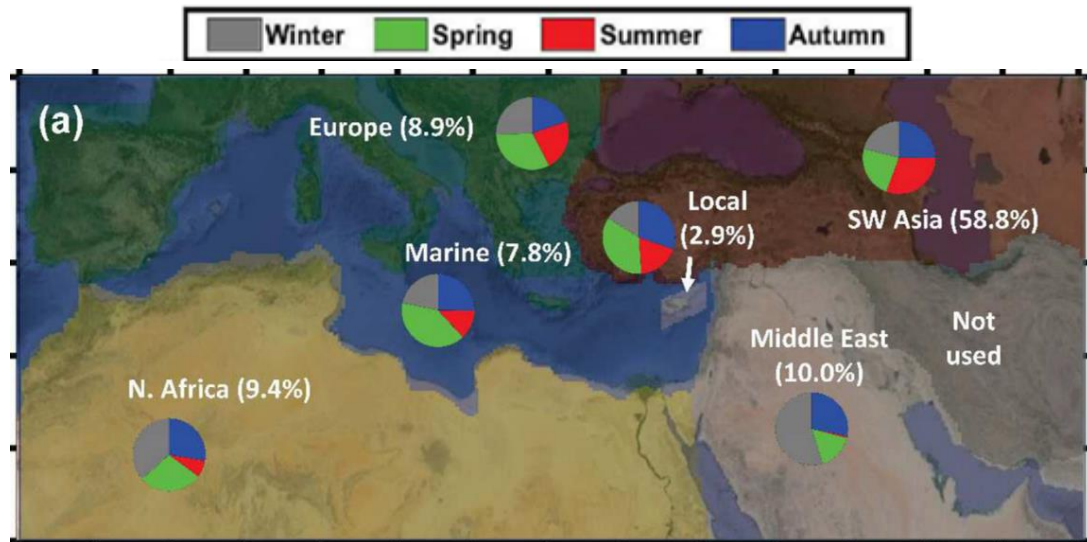 Winter Spring Summer Autumn
(a)
Europe (8.9%)
Local
(2.9%)
SW Asia (58.8%)
Marine (7.8%)
Middle East
(10.0%)
Not
used
N. Africa (9.4%)